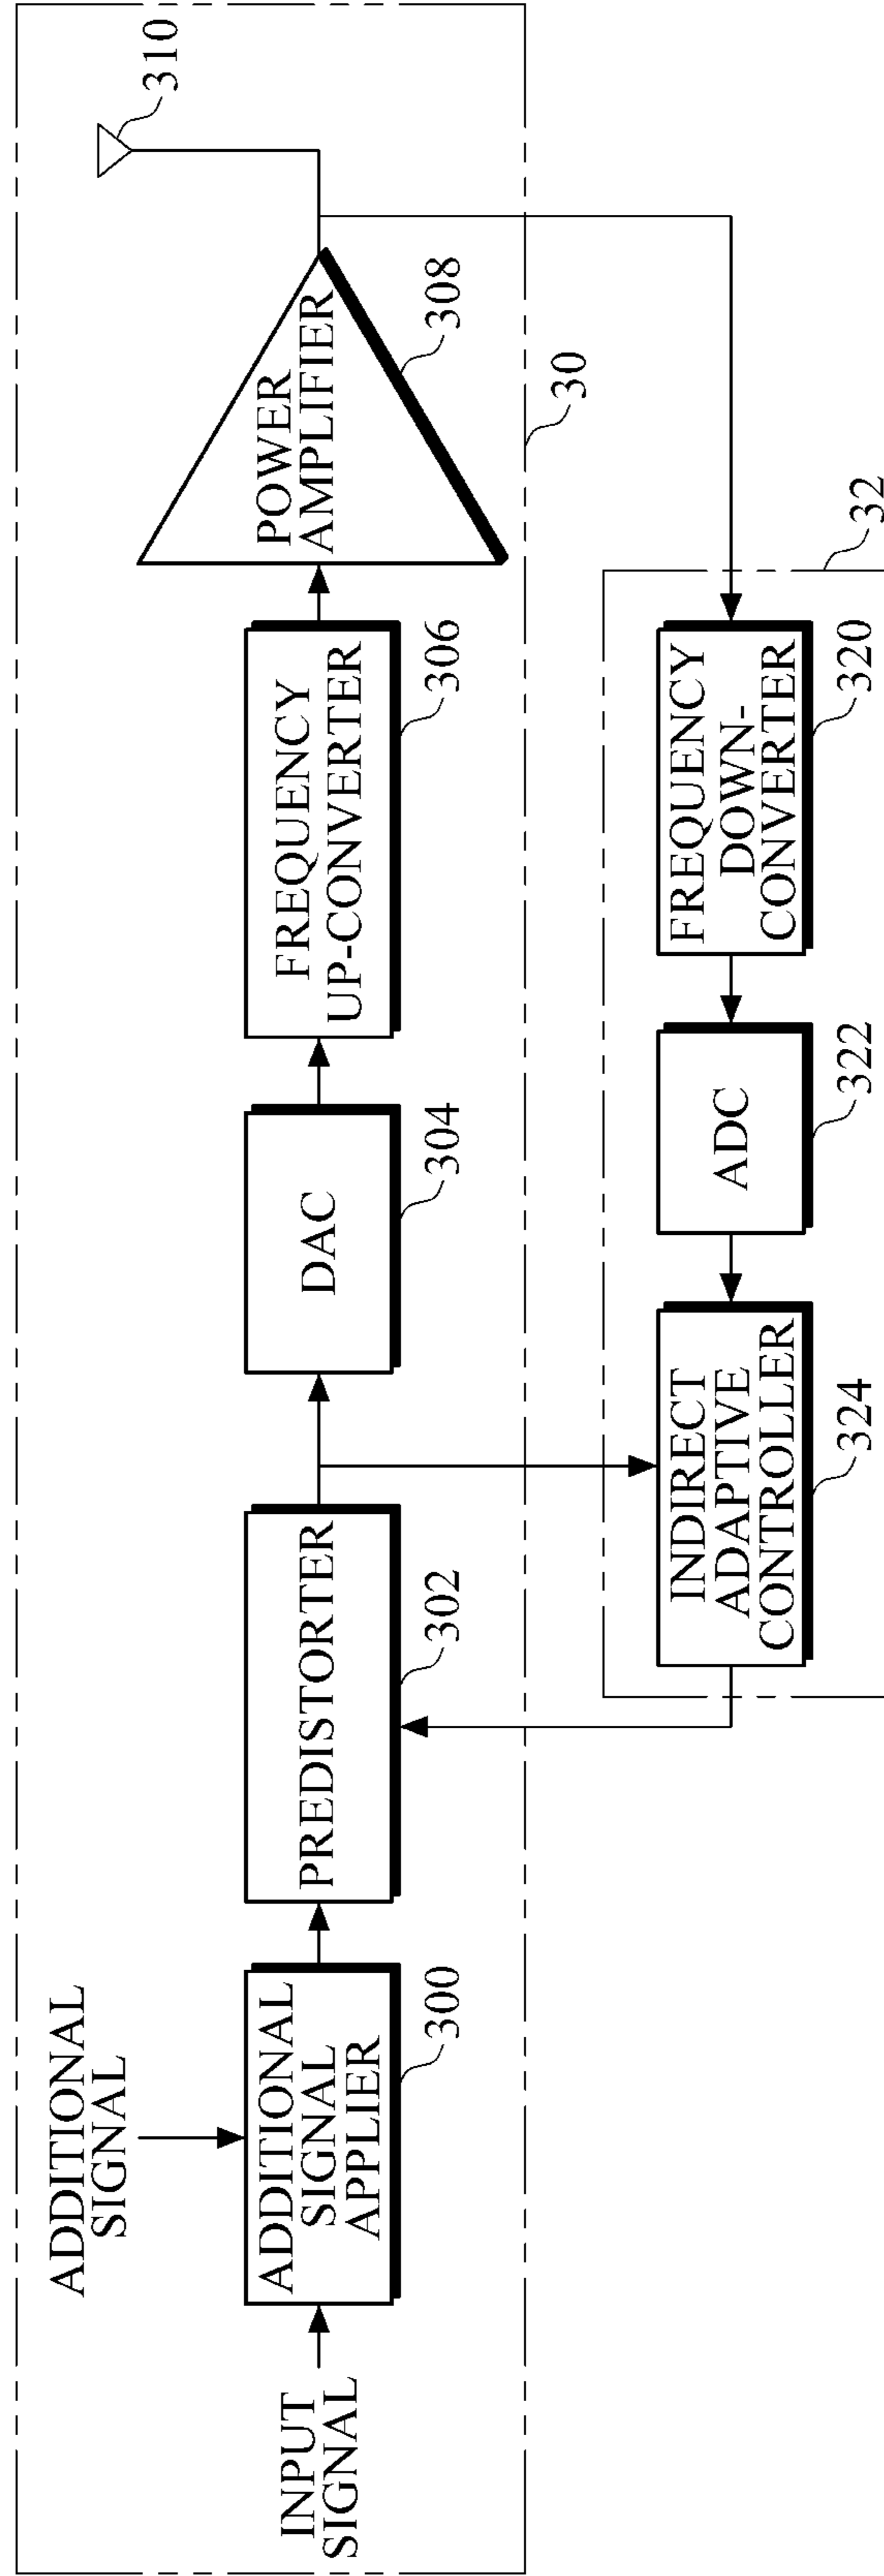 ADDITIONAL
SIGNAL
310
INPUT
SIGNAL
ADDITIONAL
SIGNAL
APPLIER
300
PREDISTORTER
302
DAC
304
FREQUENCY
UP-CONVERTER
306
POWER
AMPLIFIER
308
30
32
INDIRECT
ADAPTIVE
CONTROLLER
324
ADC
322
FREQUENCY
DOWN-
CONVERTER
320